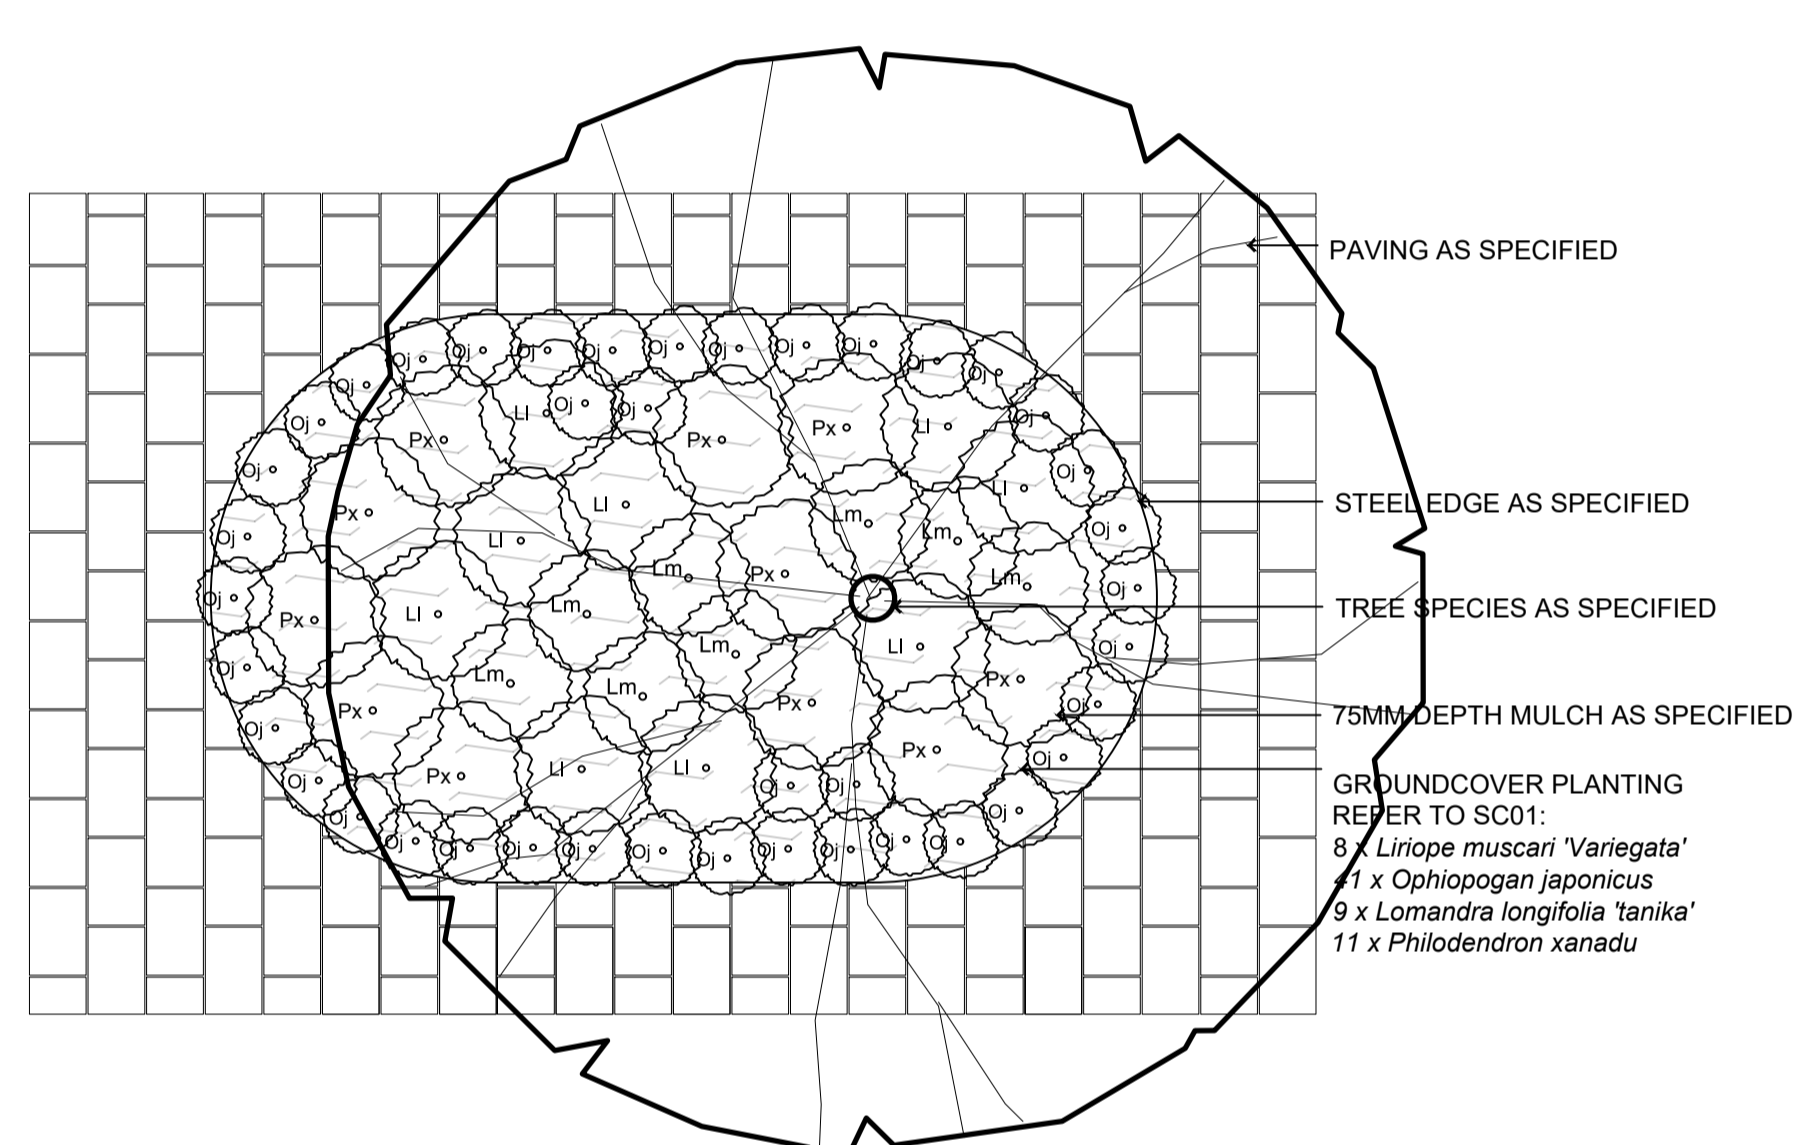 PAVING AS SPECIFIED
Oj Oj Oj Oj Oj Oj Oj Oj Oj Oj
Oj Ll Oj Oj Oj
Oj Px Px Px Ll
Oj Ll Oj
Px Ll Lm Lm Oj
STEEL EDGE AS SPECIFIED
Oj Ll Lm Px Lm Oj
Oj Px Ll Lm
TREE SPECIES AS SPECIFIED
Oj Lm Ll Oj
Lm Lm Px Px Oj
Oj Px
75MM DEPTH MULCH AS SPECIFIED
Oj Px Ll Ll Oj Oj Px Oj
Oj Oj
GROUNDCOVER PLANTING
REFER TO SC01:
8 x Liriope muscari 'Variegata'
41 x Ophiopogan japonicus
9 x Lomandra longifolia 'tanika'
11 x Philodendron xanadu
Oj Oj Oj Oj Oj Oj Oj Oj Oj Oj